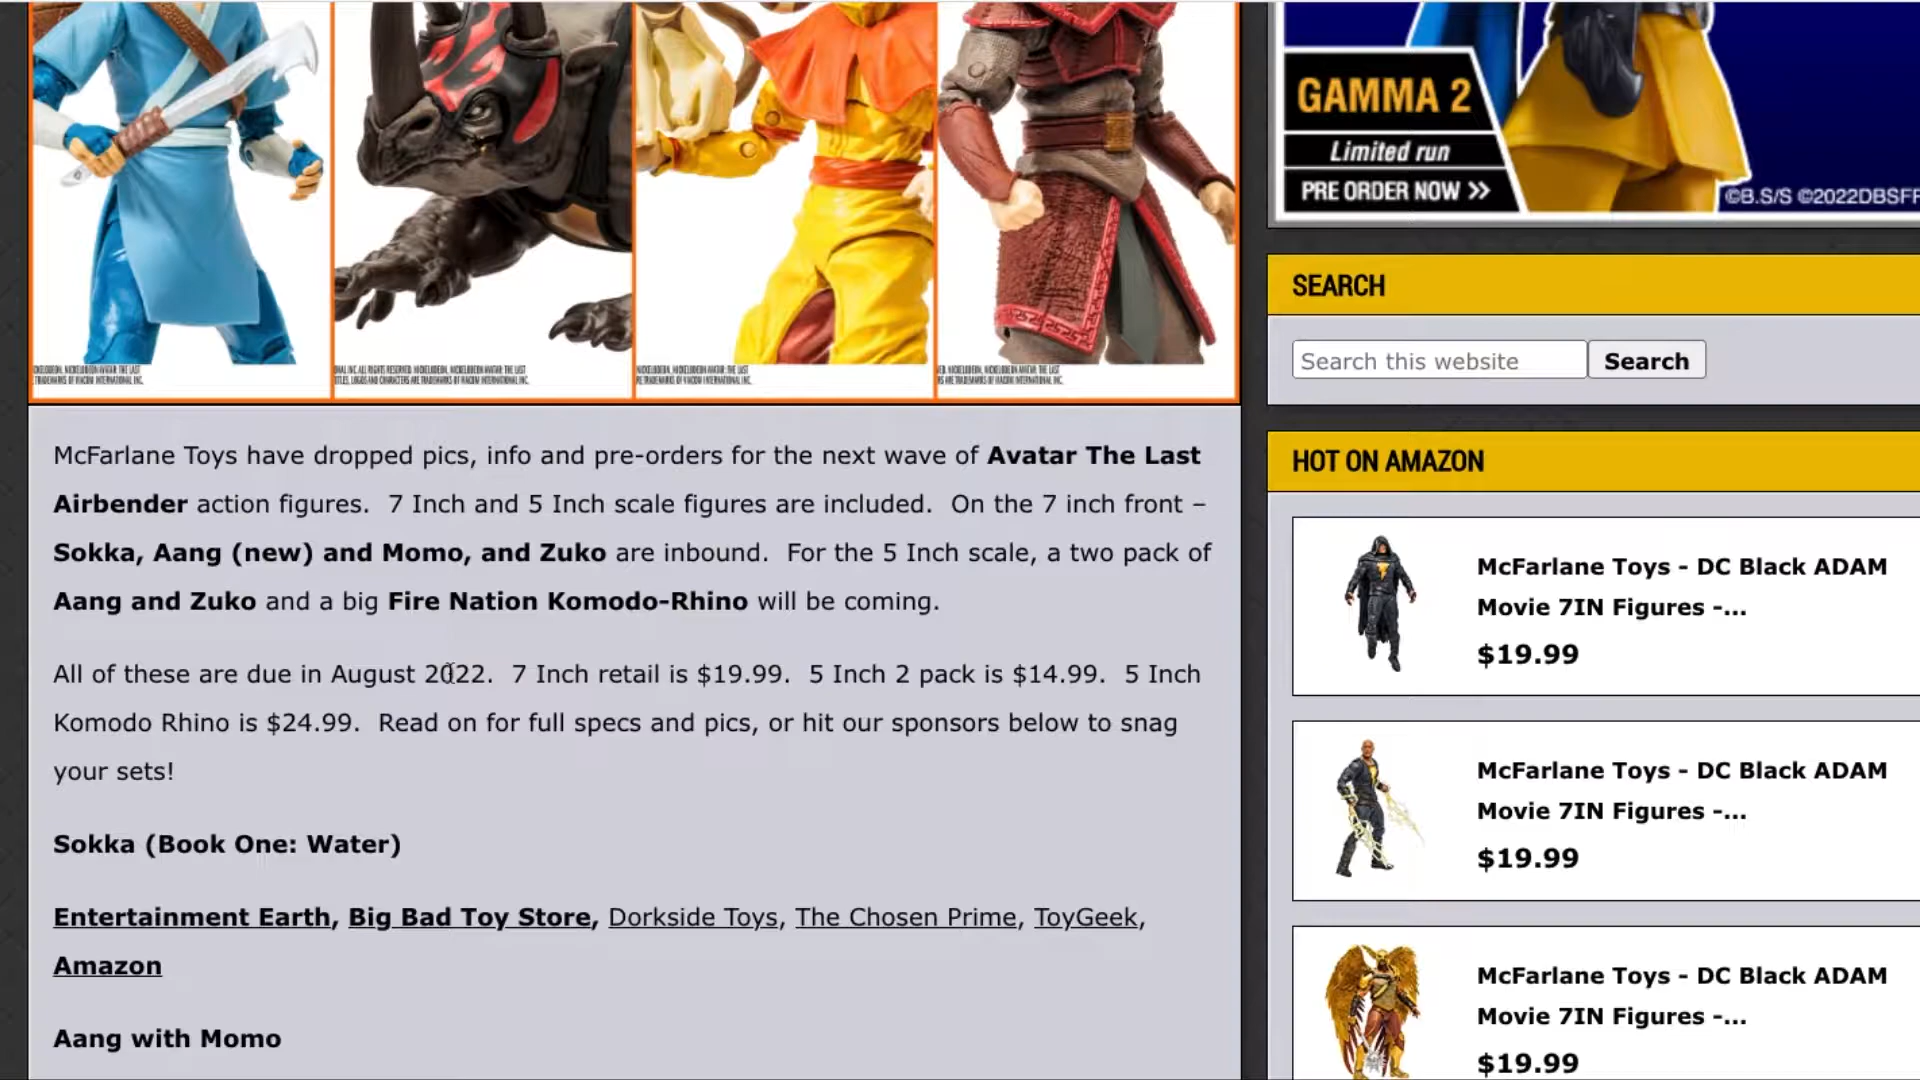 GAMMA 2
Limited run
PRE ORDER NOW >>
©B.S/S ©2022DBSFF
SEARCH
Search this website
Search
HOT ON AMAZON
McFarlane Toys - DC Black ADAM
Movie 7IN Figures -...
$19.99
McFarlane Toys - DC Black ADAM
Movie 7IN Figures -...
$19.99
McFarlane Toys - DC Black ADAM
Movie 7IN Figures -...
$19.99
McFarlane Toys have dropped pics, info and pre-orders for the next wave of Avatar The Last
Airbender action figures.  7 Inch and 5 Inch scale figures are included.  On the 7 inch front –
Sokka, Aang (new) and Momo, and Zuko are inbound.  For the 5 Inch scale, a two pack of
Aang and Zuko and a big Fire Nation Komodo-Rhino will be coming.
All of these are due in August 2022.  7 Inch retail is $19.99.  5 Inch 2 pack is $14.99.  5 Inch
Komodo Rhino is $24.99.  Read on for full specs and pics, or hit our sponsors below to snag
your sets!
Sokka (Book One: Water)
Entertainment Earth, Big Bad Toy Store, Dorkside Toys, The Chosen Prime, ToyGeek,
Amazon
Aang with Momo